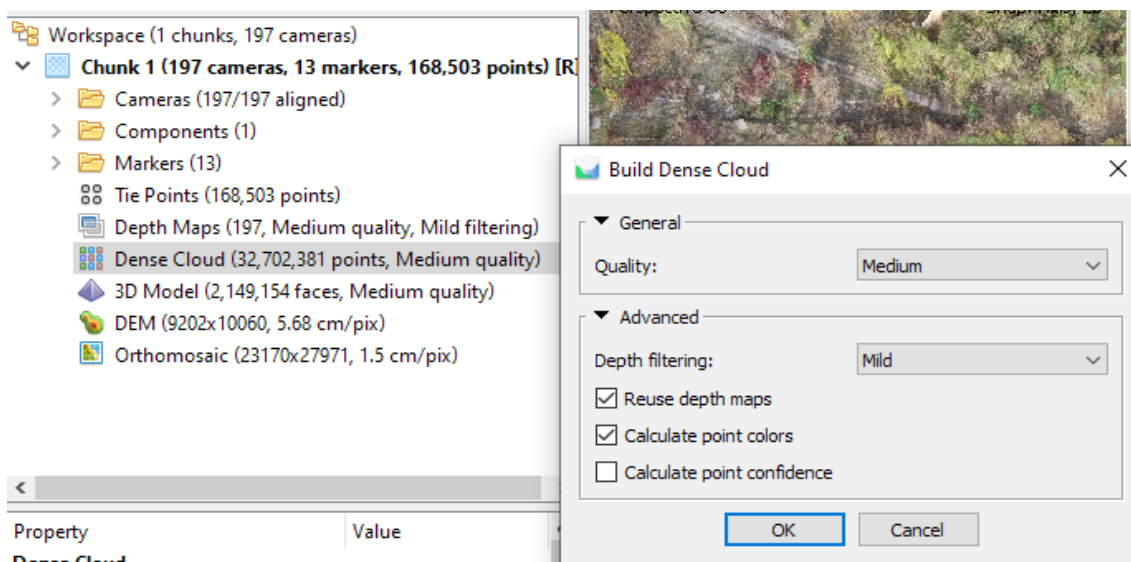 Workspace (1 chunks, 197 cameras)
Chunk 1 (197 cameras, 13 markers, 168,503 points) [R]
Cameras (197/197 aligned)
Components (1)
Markers (13)
Tie Points (168,503 points)
Depth Maps (197, Medium quality, Mild filtering)
Dense Cloud (32,702,381 points, Medium quality)
3D Model (2,149,154 faces, Medium quality)
DEM (9202x10060, 5.68 cm/pix)
Orthomosaic (23170x27971, 1.5 cm/pix)
Property Value
Dense Cloud
Build Dense Cloud
General
Quality: Medium
Advanced
Depth filtering: Mild
Reuse depth maps
Calculate point colors
Calculate point confidence
OK Cancel